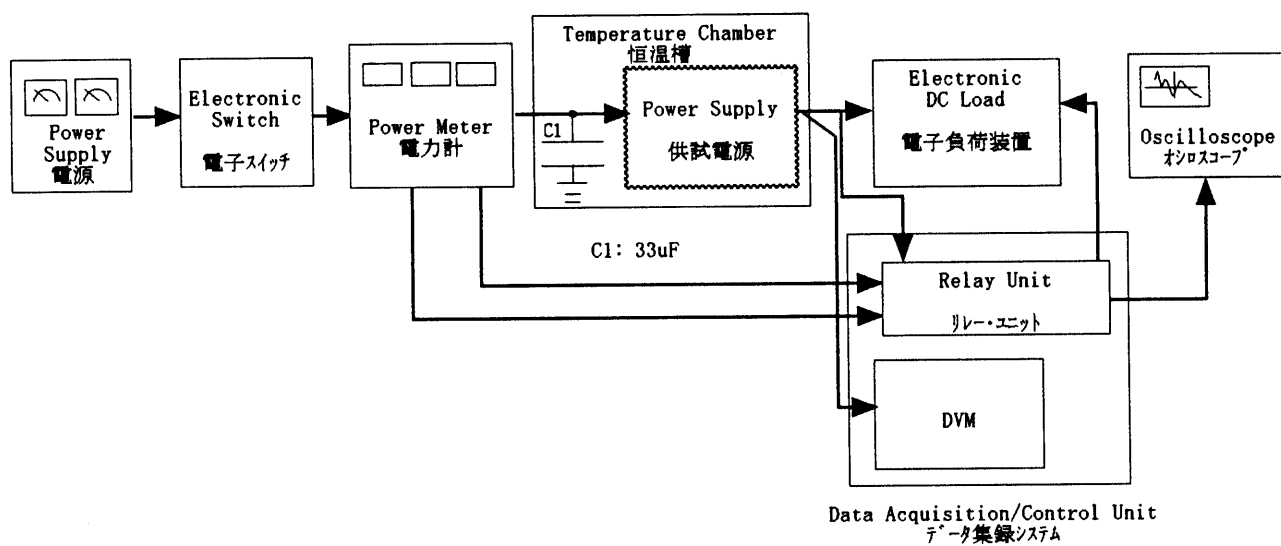 Power
Supply
電源
Electronic
Switch
電子スイッチ
Power Meter
電力計
Temperature Chamber
恒温槽
C1
Power Supply
供試電源
Electronic
DC Load
電子負荷装置
Oscilloscope
オシロスコープ
C1: 33uF
Relay Unit
リレー・ユニット
DVM
Data Acquisition/Control Unit
データ集録システム